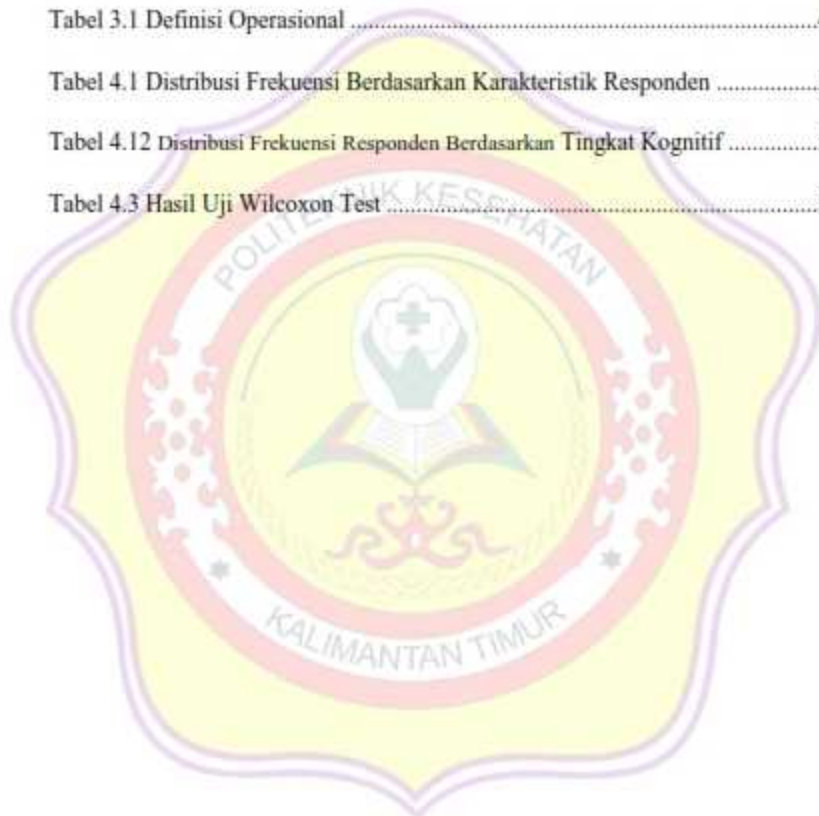 Tabel 3.1 Definisi Operasional ....................................................................................
Tabel 4.1 Distribusi Frekuensi Berdasarkan Karakteristik Responden ..................
Tabel 4.12 Distribusi Frekuensi Responden Berdasarkan Tingkat Kognitif ................
Tabel 4.3 Hasil Uji Wilcoxon Test .............................................................................
POLITEKNIK KESEHATAN
KALIMANTAN TIMUR